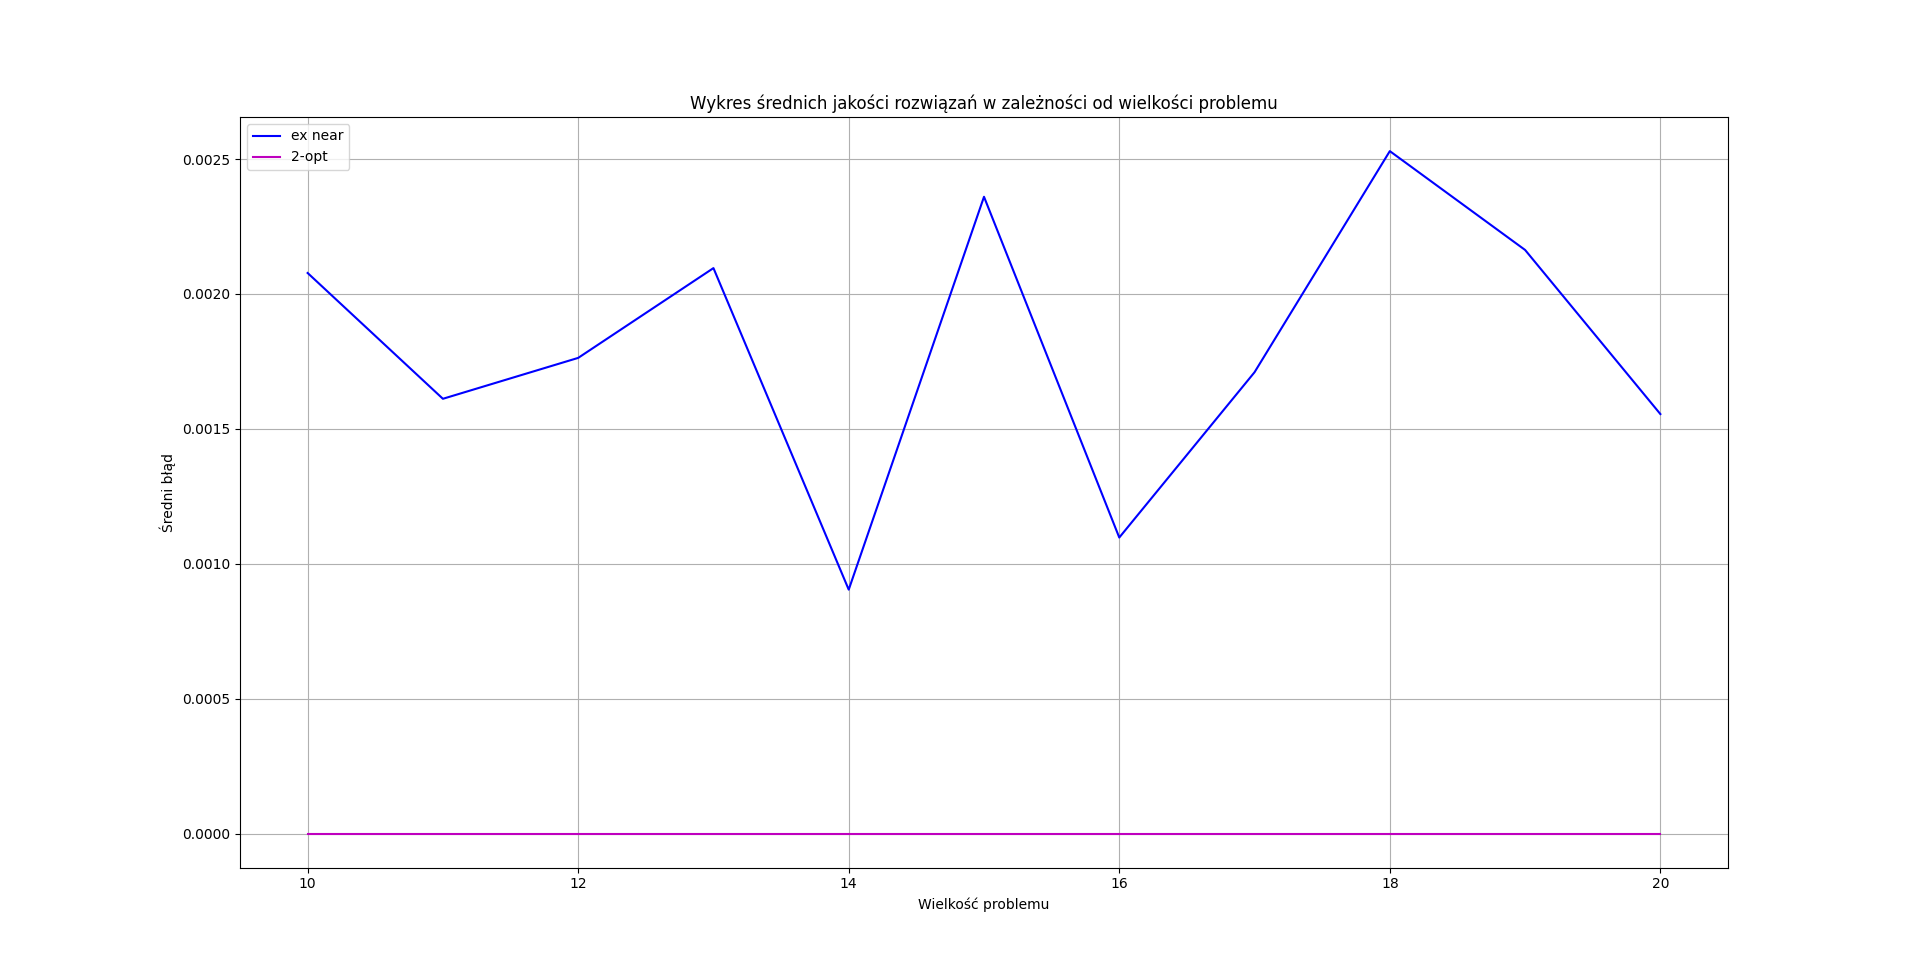 Wykres średnich jakości rozwiązań w zależności od wielkości problemu
ex near
2-opt
0.0025
0.0020
0.0015
0.0010
0.0005
0.0000
Średni błąd
10 12 14 16 18 20
Wielkość problemu